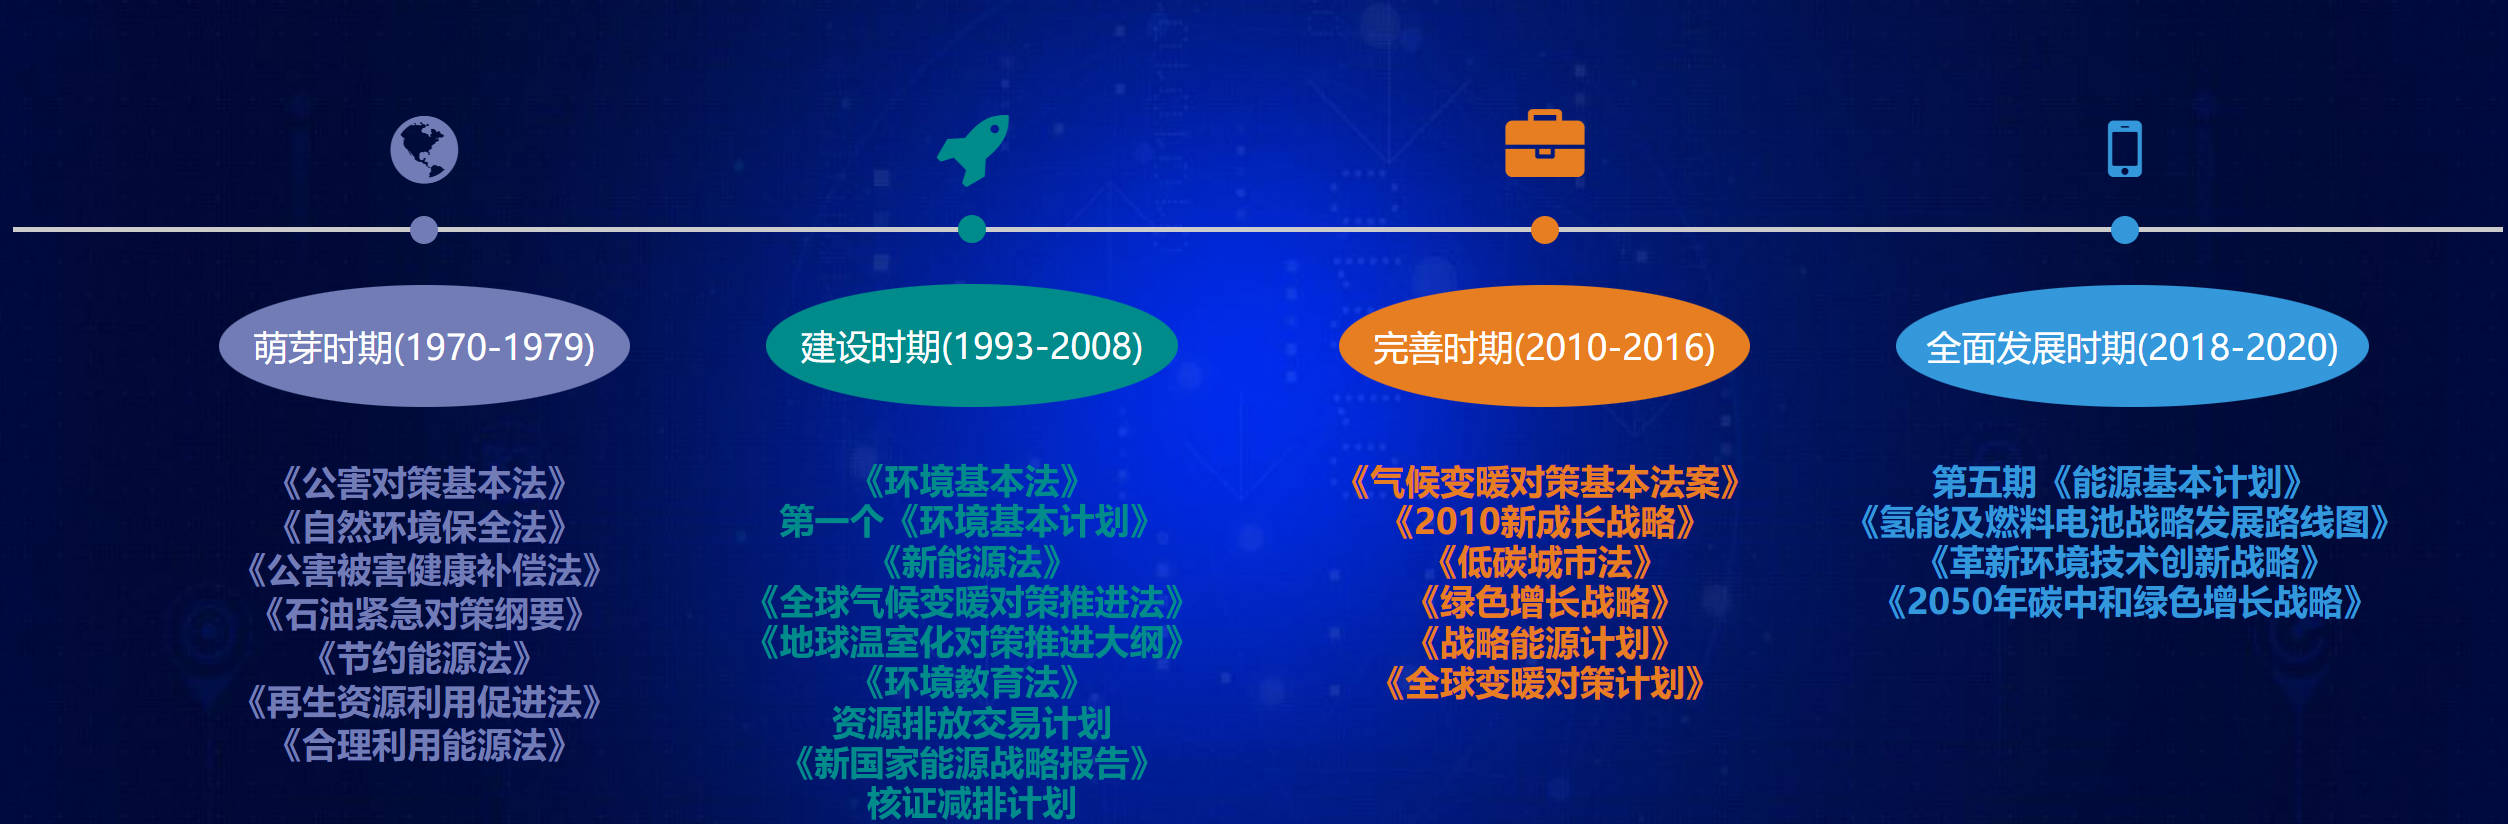 萌芽时期(1970-1979)
《公害对策基本法》
《自然环境保全法》
《公害被害健康补偿法》
《石油紧急对策纲要》
《节约能源法》
《再生资源利用促进法》
《合理利用能源法》
建设时期(1993-2008)
《环境基本法》
第一个《环境基本计划》
《新能源法》
《全球气候变暖对策推进法》
《地球温室化对策推进大纲》
《环境教育法》
资源排放交易计划
《新国家能源战略报告》
核证减排计划
完善时期(2010-2016)
《气候变暖对策基本法案》
《2010新成长战略》
《低碳城市法》
《绿色增长战略》
《战略能源计划》
《全球变暖对策计划》
全面发展时期(2018-2020)
第五期《能源基本计划》
《氢能及燃料电池战略发展路线图》
《革新环境技术创新战略》
《2050年碳中和绿色增长战略》